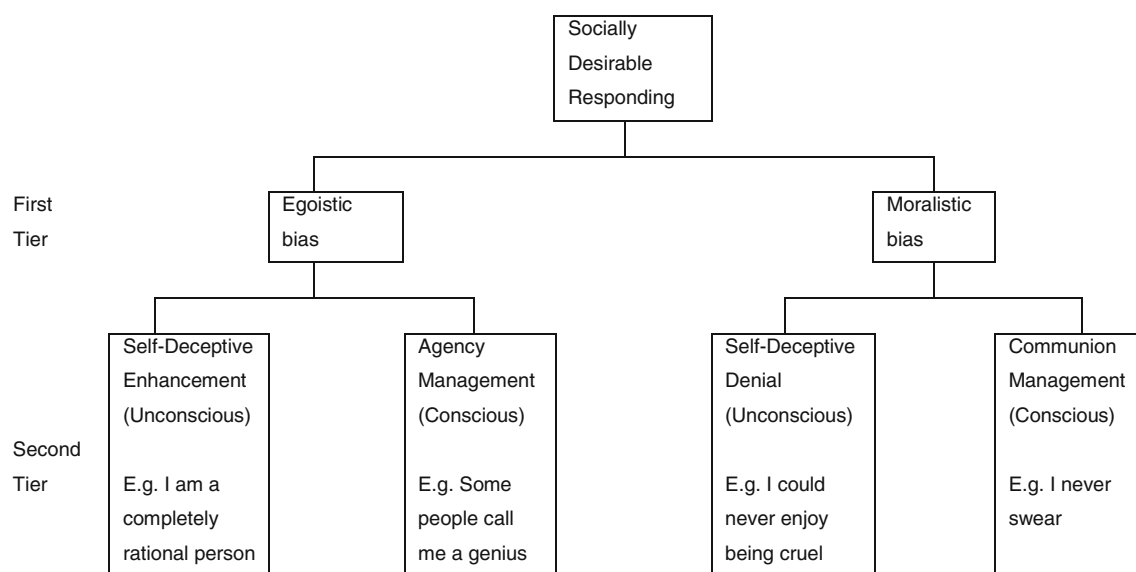 Socially
Desirable
Responding
First
Tier
Egoistic
bias
Moralistic
bias
Second
Tier
Self-Deceptive
Enhancement
(Unconscious)
E.g. I am a
completely
rational person
Agency
Management
(Conscious)
E.g. Some
people call
me a genius
Self-Deceptive
Denial
(Unconscious)
E.g. I could
never enjoy
being cruel
Communion
Management
(Conscious)
E.g. I never
swear